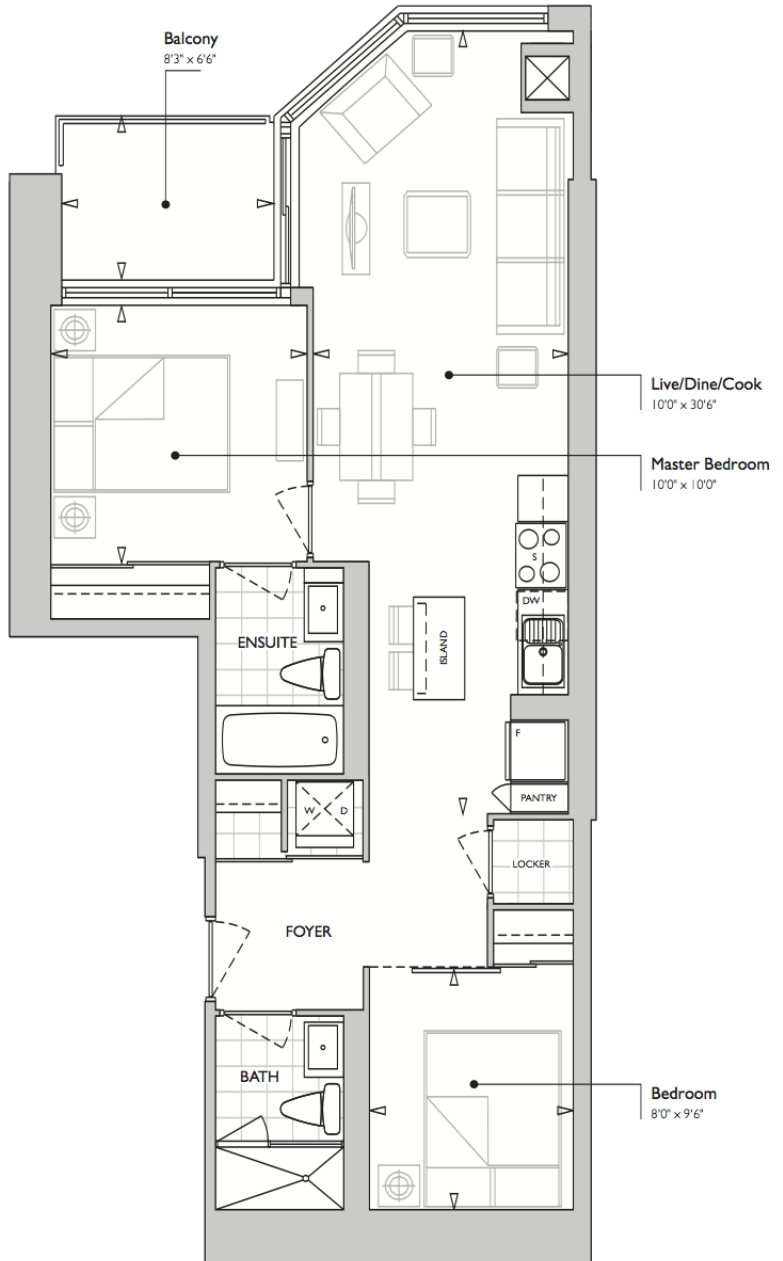 Balcony
8'3" x 6'6"
Live/Dine/Cook
10'0" x 30'6"
Master Bedroom
10'0" x 10'0"
S
DW
ENSUITE
ISLAND
F
PANTRY
W D
LOCKER
FOYER
BATH
Bedroom
8'0" x 9'6"